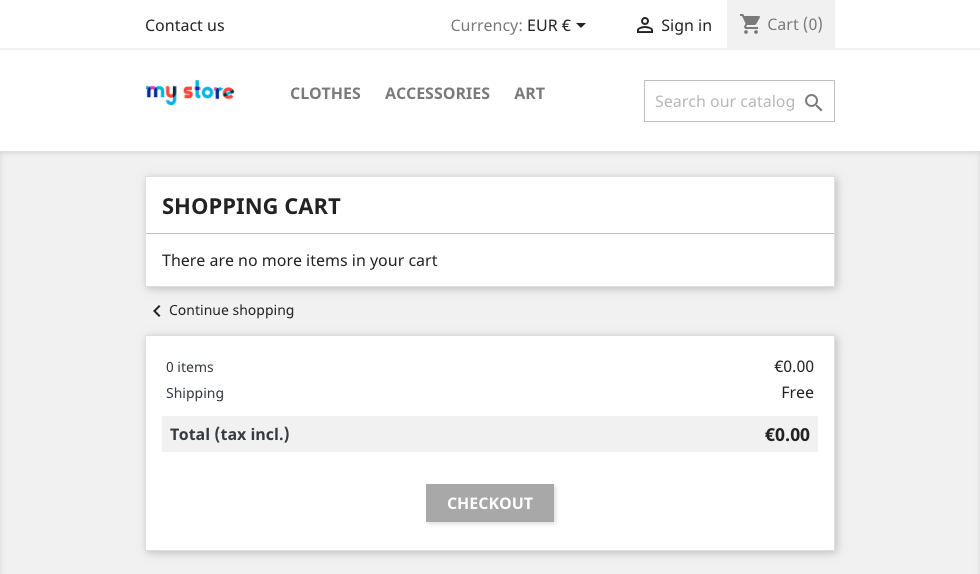 Contact us
Currency: EUR €
Sign in
Cart (0)
my store
CLOTHES
ACCESSORIES
ART
Search our catalog
SHOPPING CART
There are no more items in your cart
Continue shopping
0 items €0.00
Shipping Free
Total (tax incl.) €0.00
CHECKOUT